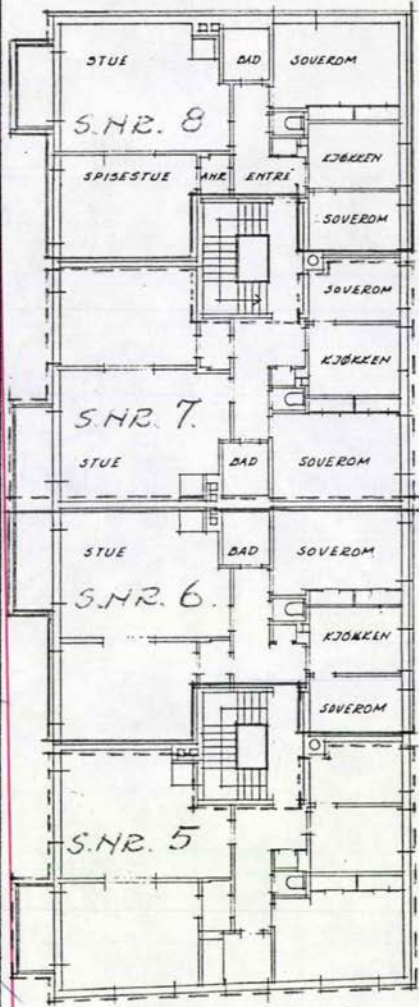 STUE BAD SOVEROM
S.NR. 8
KJØKKEN
SPISESTUE ANR ENTRÉ
SOVEROM
SOVEROM
KJØKKEN
S.NR. 7.
STUE BAD SOVEROM
STUE BAD SOVEROM
S.NR. 6.
KJØKKEN
SOVEROM
S.NR. 5